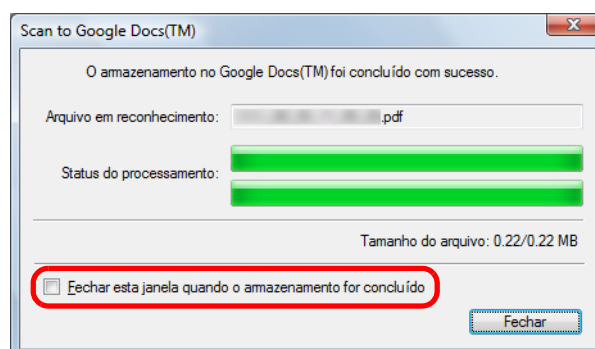 Scan to Google Docs(TM)
O armazenamento no Google Docs(TM) foi concluído com sucesso.
Arquivo em reconhecimento: .pdf
Status do processamento:
Tamanho do arquivo: 0.22/0.22 MB
Fechar esta janela quando o armazenamento for concluído
Fechar